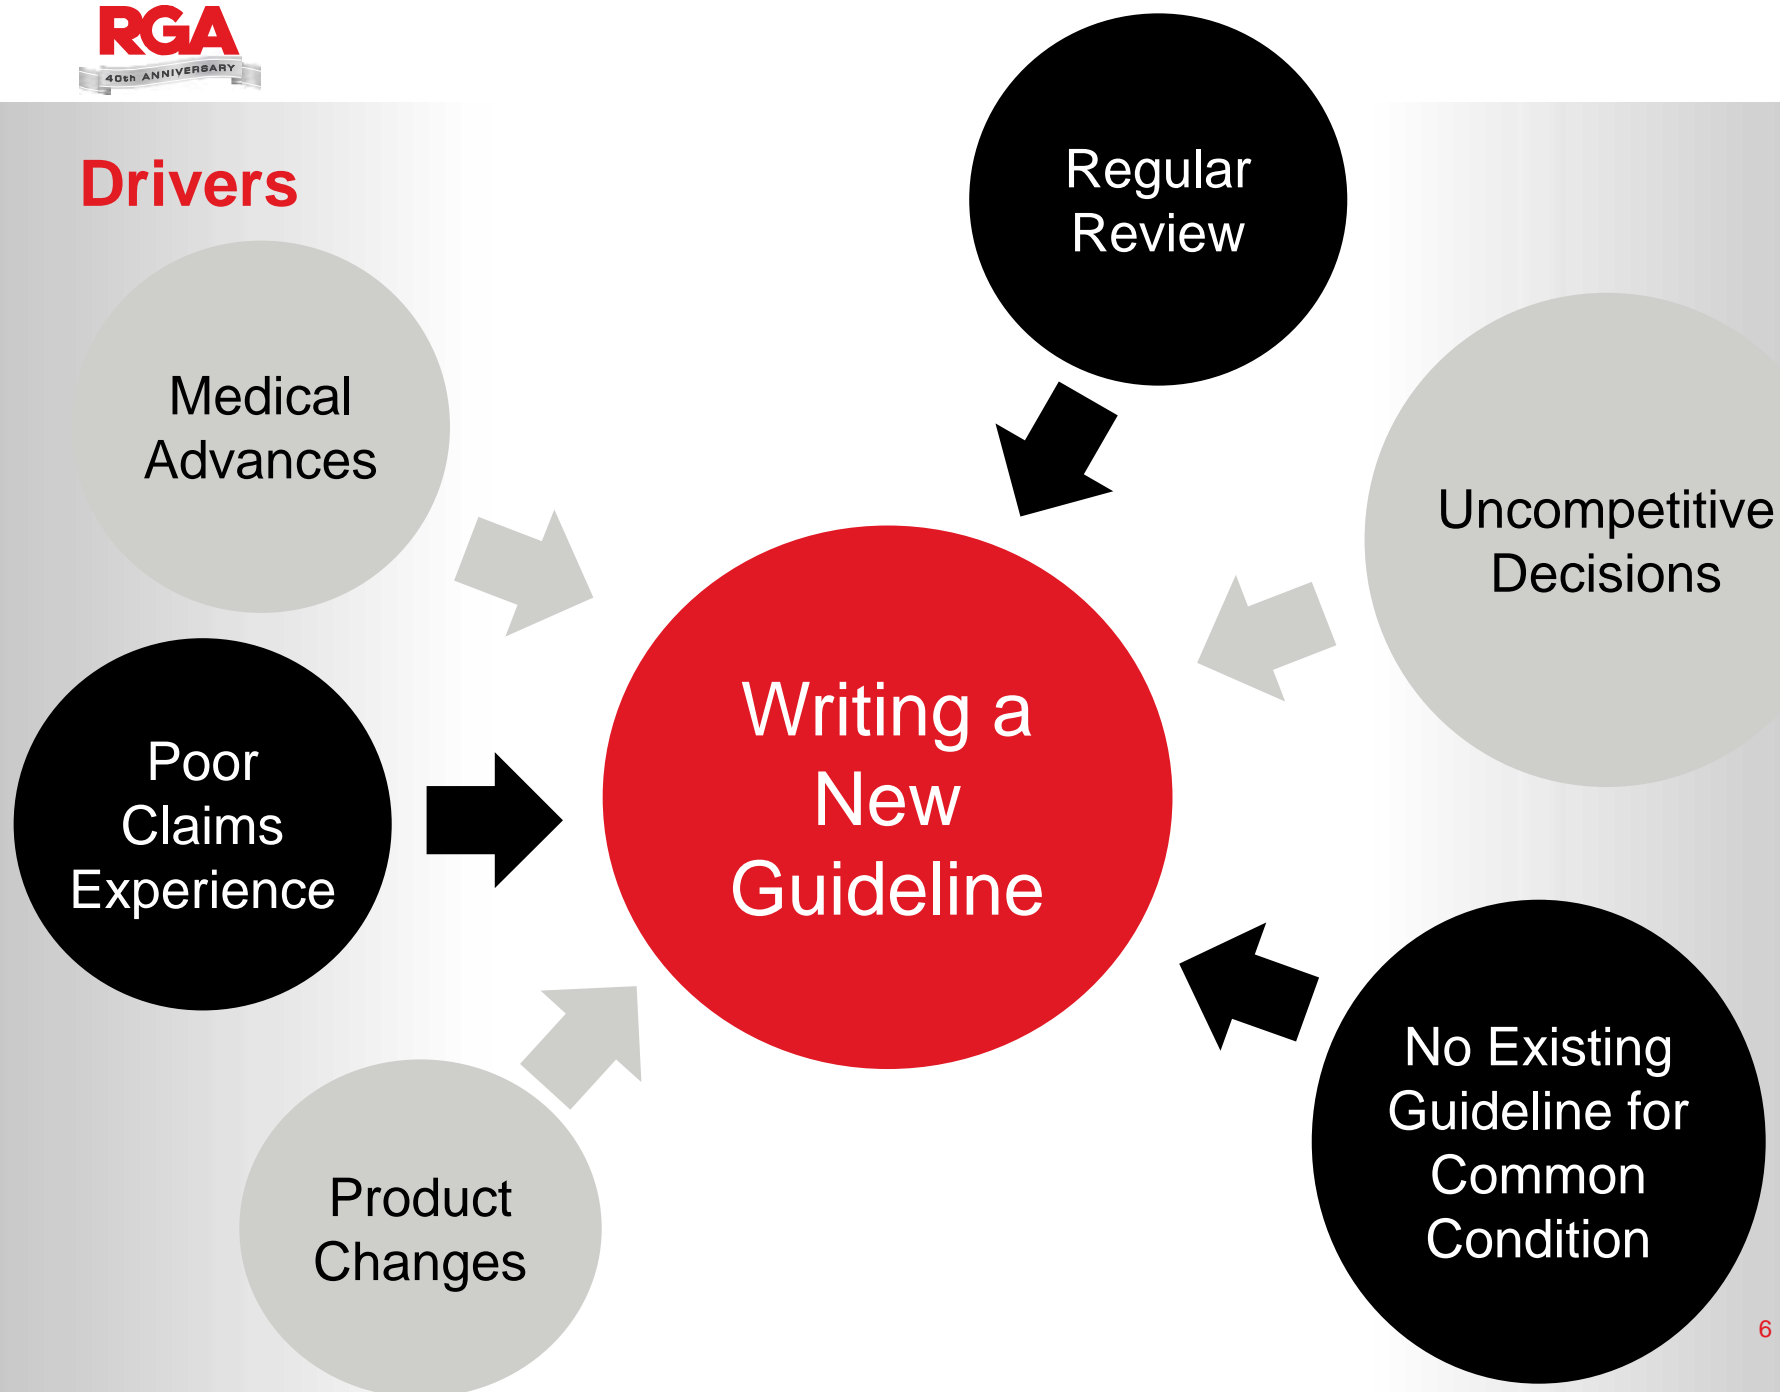 RGA
40th ANNIVERSARY
Drivers
Regular
Review
Medical
Advances
Uncompetitive
Decisions
Poor
Claims
Experience
Writing a
New
Guideline
No Existing
Guideline for
Common
Condition
Product
Changes
6